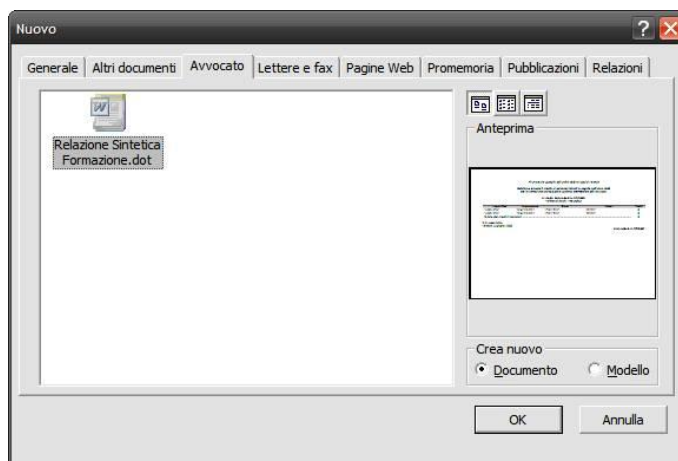 Nuovo
Generale Altri documenti Avvocato Lettere e fax Pagine Web Promemoria Pubblicazioni Relazioni
Relazione Sintetica
Formazione.dot
Anteprima
Crea nuovo
Documento Modello
OK Annulla